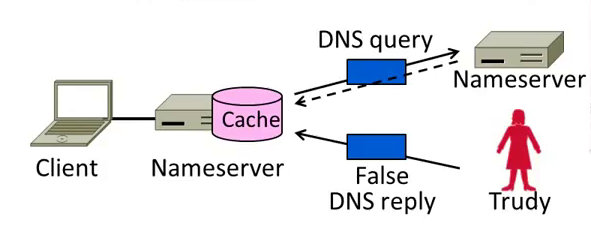 DNS query
Nameserver
Cache
Client
Nameserver
False
DNS reply
Trudy